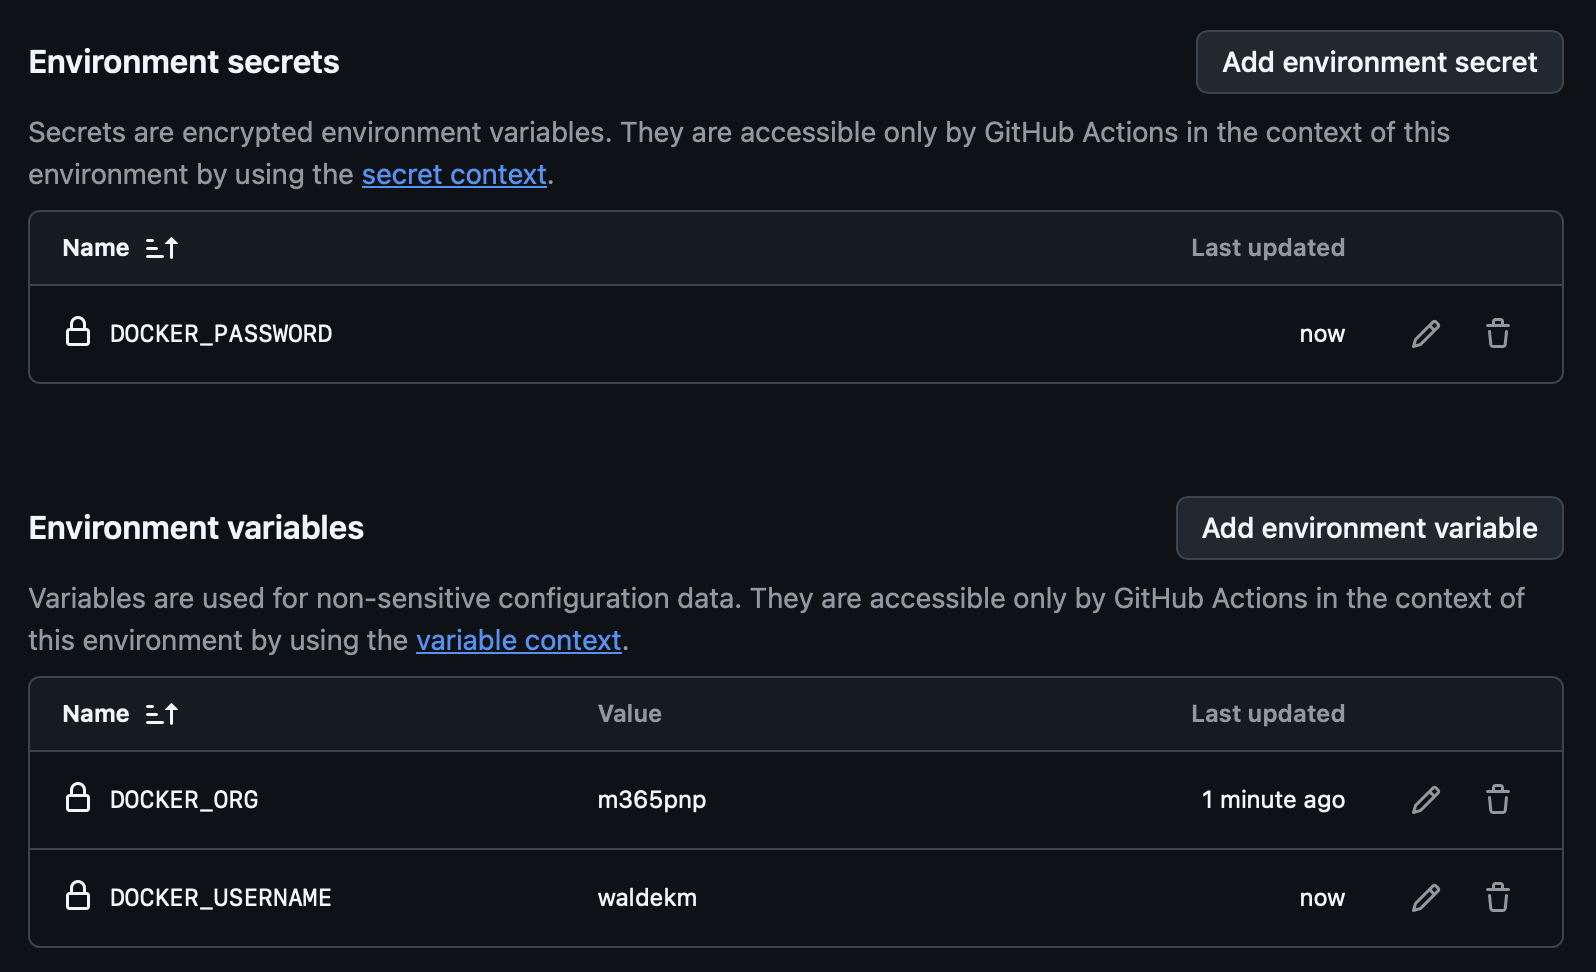 Environment secrets
Add environment secret
Secrets are encrypted environment variables. They are accessible only by GitHub Actions in the context of this
environment by using the secret context.
Name
Last updated
DOCKER_PASSWORD
now
Environment variables
Add environment variable
Variables are used for non-sensitive configuration data. They are accessible only by GitHub Actions in the context of
this environment by using the variable context.
Name
Value
Last updated
DOCKER_ORG
m365pnp
1 minute ago
DOCKER_USERNAME
waldekm
now